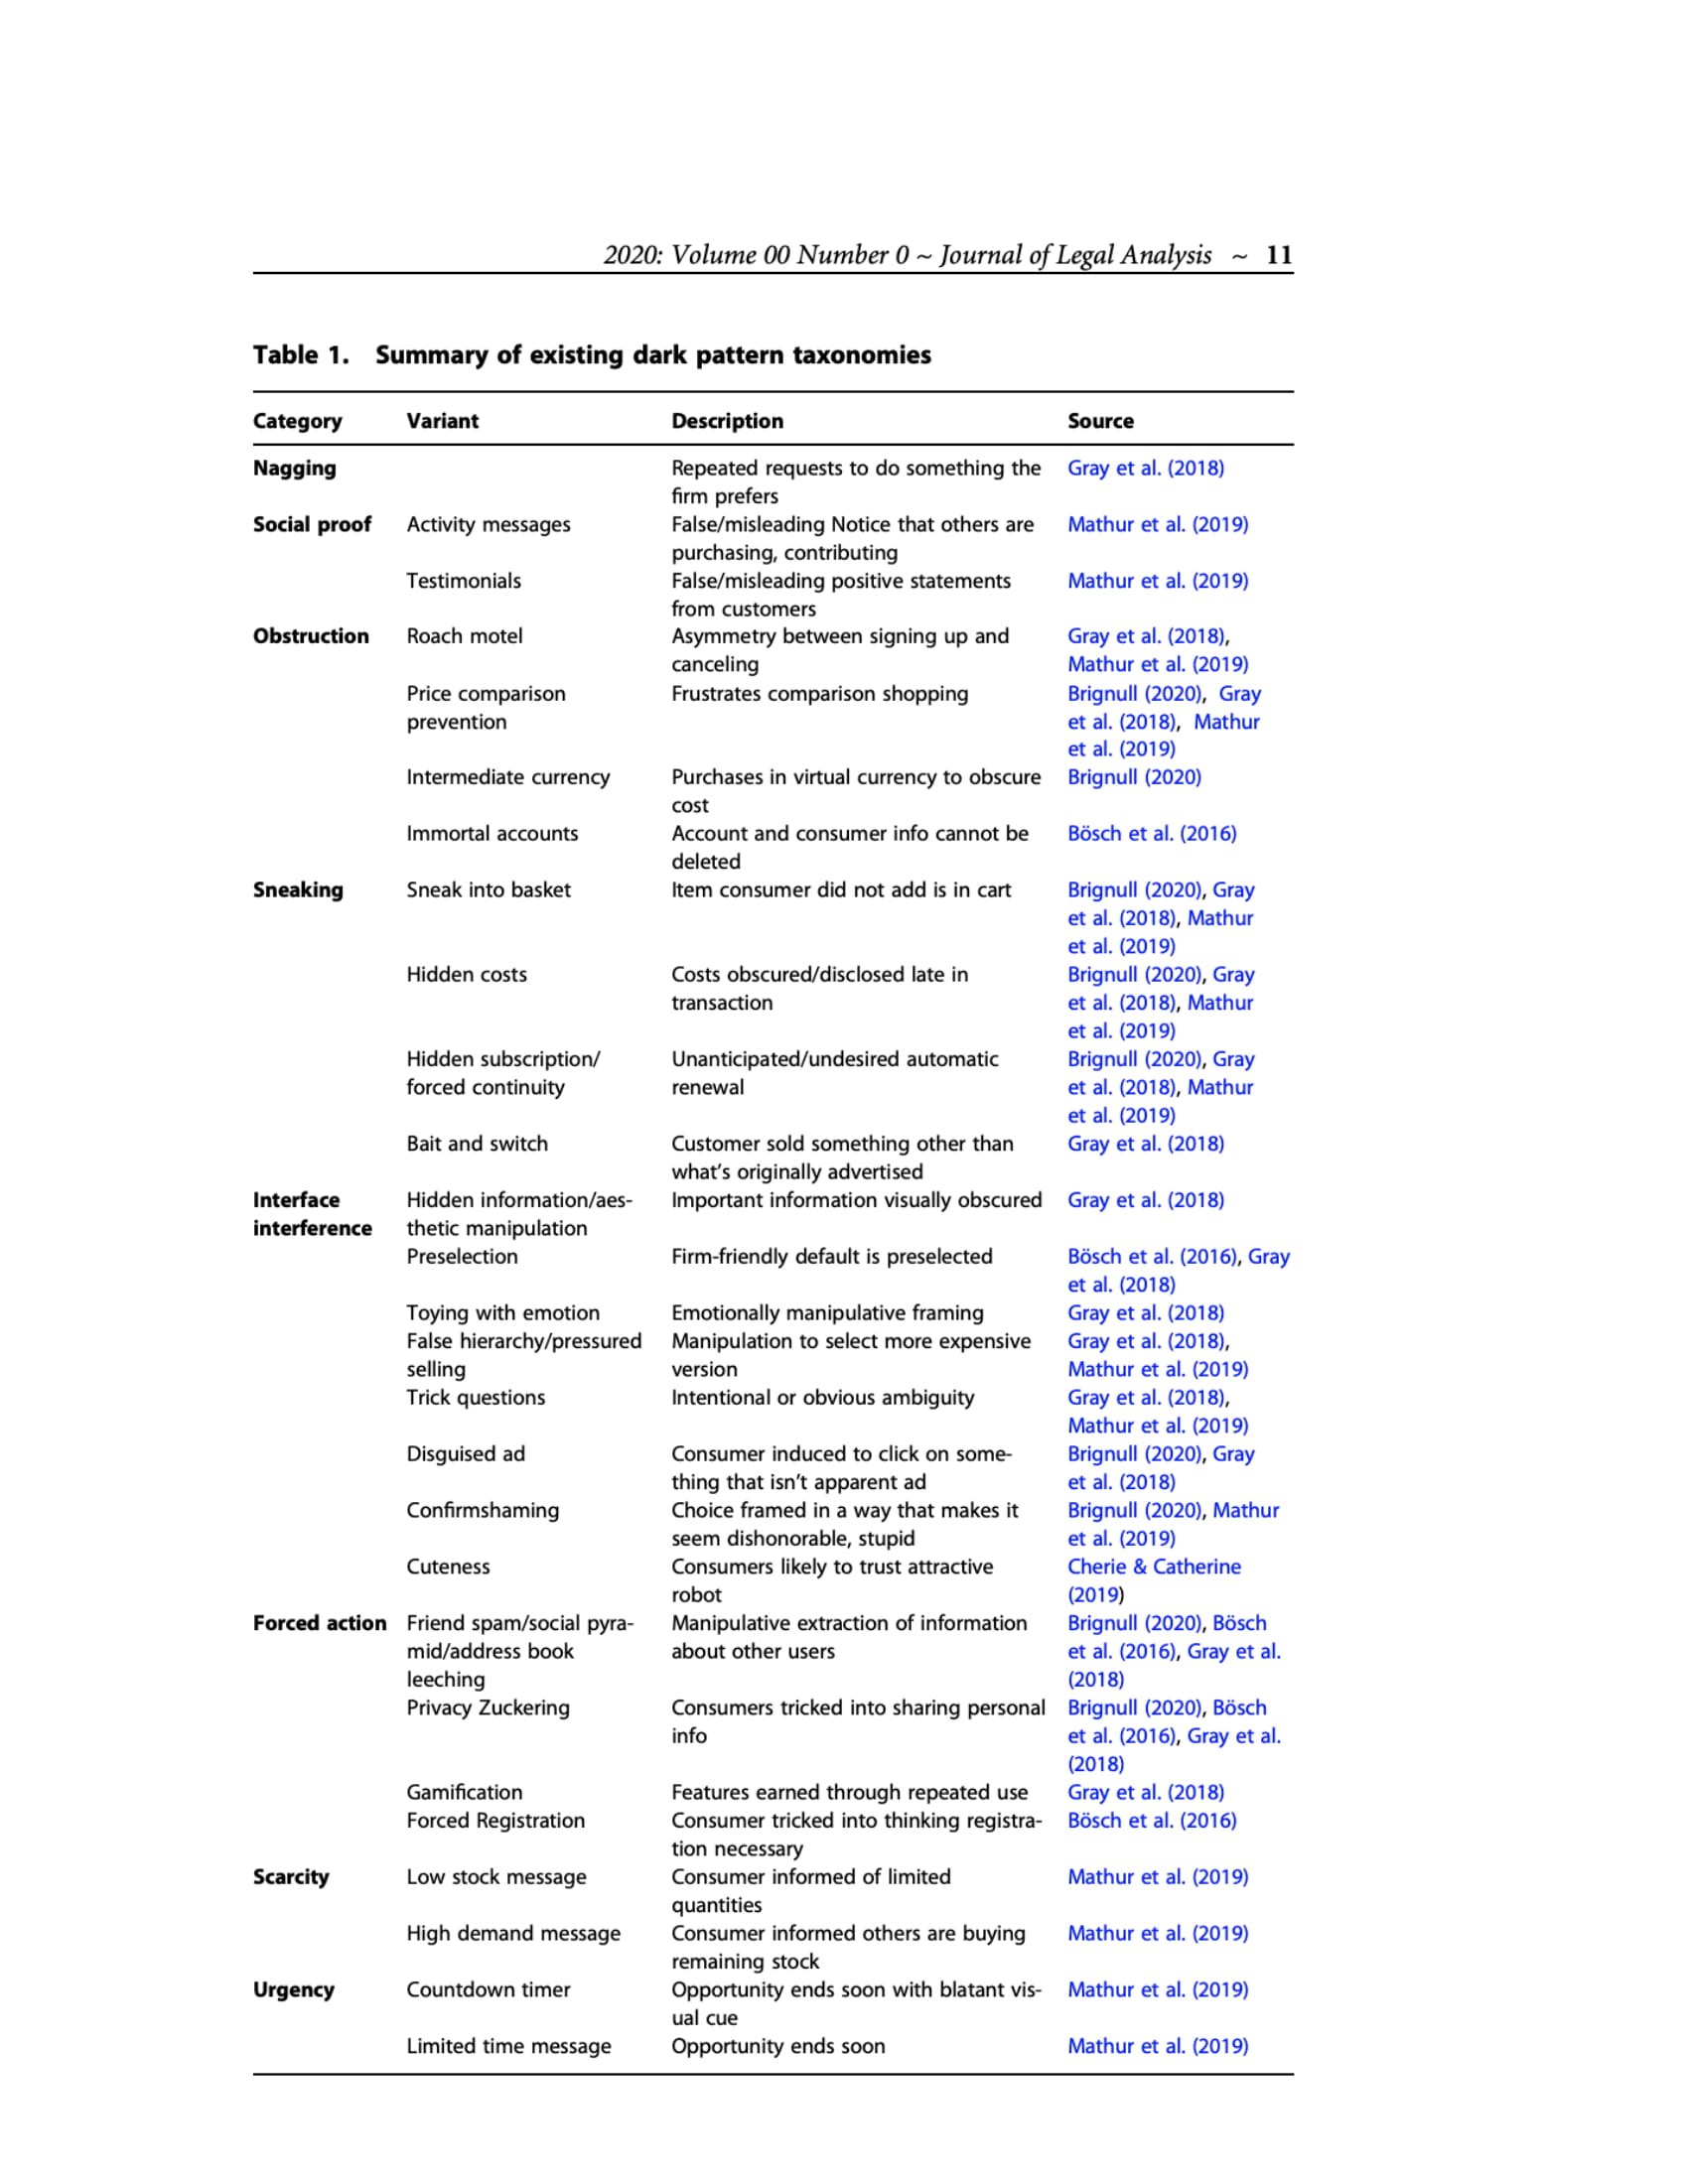 2020: Volume 00 Number 0 ~ Journal of Legal Analysis ~ 11
Table 1. Summary of existing dark pattern taxonomies
Category Variant Description Source
Nagging Repeated requests to do something the Gray et al. (2018)
firm prefers
Social proof Activity messages False/misleading Notice that others are Mathur et al. (2019)
purchasing, contributing
Testimonials False/misleading positive statements Mathur et al. (2019)
from customers
Obstruction Roach motel Asymmetry between signing up and Gray et al. (2018),
canceling Mathur et al. (2019)
Price comparison Frustrates comparison shopping Brignull (2020), Gray
prevention et al. (2018), Mathur
et al. (2019)
Intermediate currency Purchases in virtual currency to obscure Brignull (2020)
cost
Immortal accounts Account and consumer info cannot be Bösch et al. (2016)
deleted
Sneaking Sneak into basket Item consumer did not add is in cart Brignull (2020), Gray
et al. (2018), Mathur
et al. (2019)
Hidden costs Costs obscured/disclosed late in Brignull (2020), Gray
transaction et al. (2018), Mathur
et al. (2019)
Hidden subscription/ Unanticipated/undesired automatic Brignull (2020), Gray
forced continuity renewal et al. (2018), Mathur
et al. (2019)
Bait and switch Customer sold something other than Gray et al. (2018)
what's originally advertised
Interface Hidden information/aes- Important information visually obscured Gray et al. (2018)
interference thetic manipulation
Preselection Firm-friendly default is preselected Bösch et al. (2016), Gray
et al. (2018)
Toying with emotion Emotionally manipulative framing Gray et al. (2018)
False hierarchy/pressured Manipulation to select more expensive Gray et al. (2018),
selling version Mathur et al. (2019)
Trick questions Intentional or obvious ambiguity Gray et al. (2018),
Mathur et al. (2019)
Disguised ad Consumer induced to click on some- Brignull (2020), Gray
thing that isn't apparent ad et al. (2018)
Confirmshaming Choice framed in a way that makes it Brignull (2020), Mathur
seem dishonorable, stupid et al. (2019)
Cuteness Consumers likely to trust attractive Cherie & Catherine
robot (2019)
Forced action Friend spam/social pyra- Manipulative extraction of information Brignull (2020), Bösch
mid/address book about other users et al. (2016), Gray et al.
leeching (2018)
Privacy Zuckering Consumers tricked into sharing personal Brignull (2020), Bösch
info et al. (2016), Gray et al.
(2018)
Gamification Features earned through repeated use Gray et al. (2018)
Forced Registration Consumer tricked into thinking registra- Bösch et al. (2016)
tion necessary
Scarcity Low stock message Consumer informed of limited Mathur et al. (2019)
quantities
High demand message Consumer informed others are buying Mathur et al. (2019)
remaining stock
Urgency Countdown timer Opportunity ends soon with blatant vis- Mathur et al. (2019)
ual cue
Limited time message Opportunity ends soon Mathur et al. (2019)